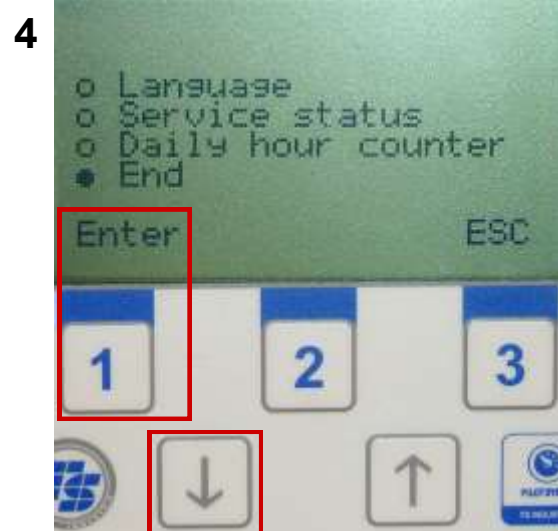 4
o Language
o Service status
o Daily hour counter
● End
Enter ESC
1 2 3
↓ ↑